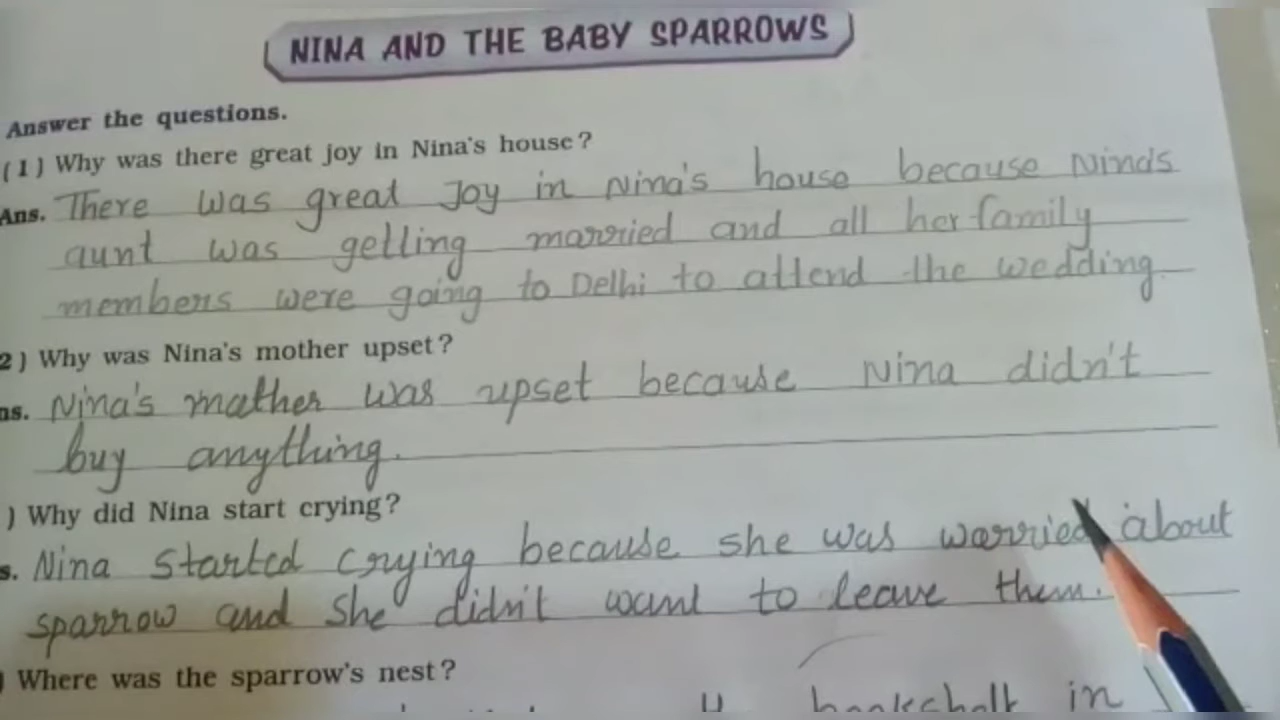 NINA AND THE BABY SPARROWS
Answer the questions.
(1) Why was there great joy in Nina's house?
Ans. There was great Joy in Nina's house because Nina's
aunt was getting married and all her family
members were going to Delhi to attend the wedding.
2) Why was Nina's mother upset?
ns. Nina's mother was upset because Nina didn't
buy anything.
) Why did Nina start crying?
s. Nina started crying because she was worried about
sparrow and she didn't want to leave them.
) Where was the sparrow's nest?
bookshelf in